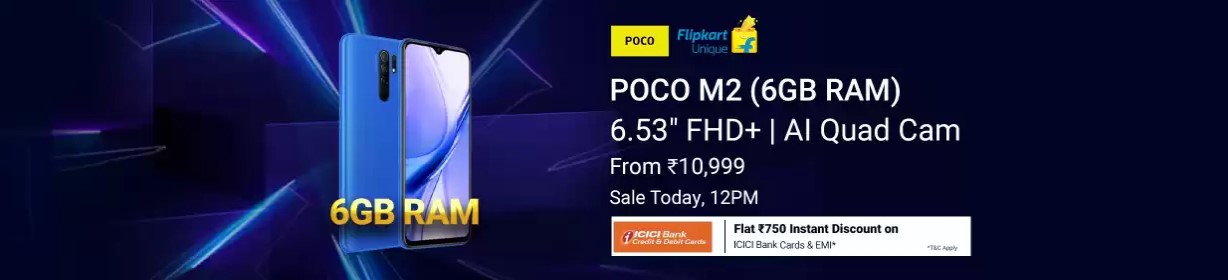 POCO
Flipkart
Unique
POCO M2 (6GB RAM)
6.53" FHD+ | AI Quad Cam
From ₹10,999
Sale Today, 12PM
6GB RAM
ICICI Bank
Credit & Debit Cards
Flat ₹750 Instant Discount on
ICICI Bank Cards & EMI*
*T&C Apply